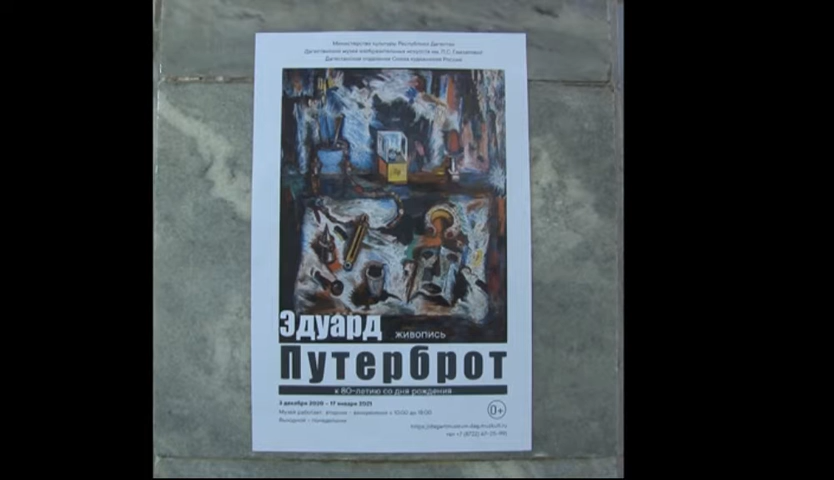 Министерство культуры Республики Дагестан
Дагестанский музей изобразительных искусств им. П.С. Гамзатовой
Дагестанское отделение Союза художников России
Эдуард живопись
Путерброт
к 80-летию со дня рождения
3 декабря 2020 - 17 января 2021
Музей работает: вторник - воскресенье с 10:00 до 18:00
Выходной - понедельник
0+